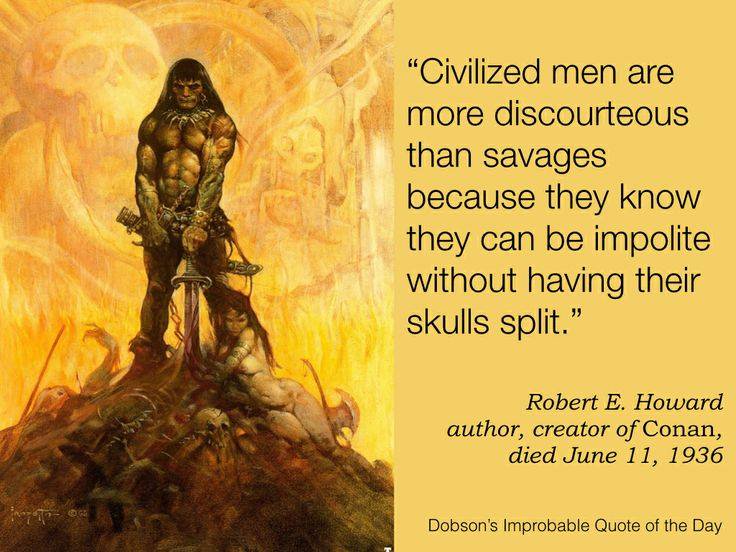 “Civilized men are
more discourteous
than savages
because they know
they can be impolite
without having their
skulls split.”
Robert E. Howard
author, creator of Conan,
died June 11, 1936
Dobson’s Improbable Quote of the Day